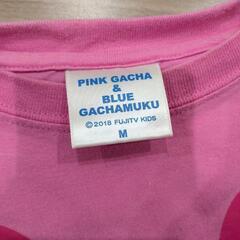 PINK GACHA
&
BLUE
GACHAMUKU
©2018 FUJITV KIDS
M